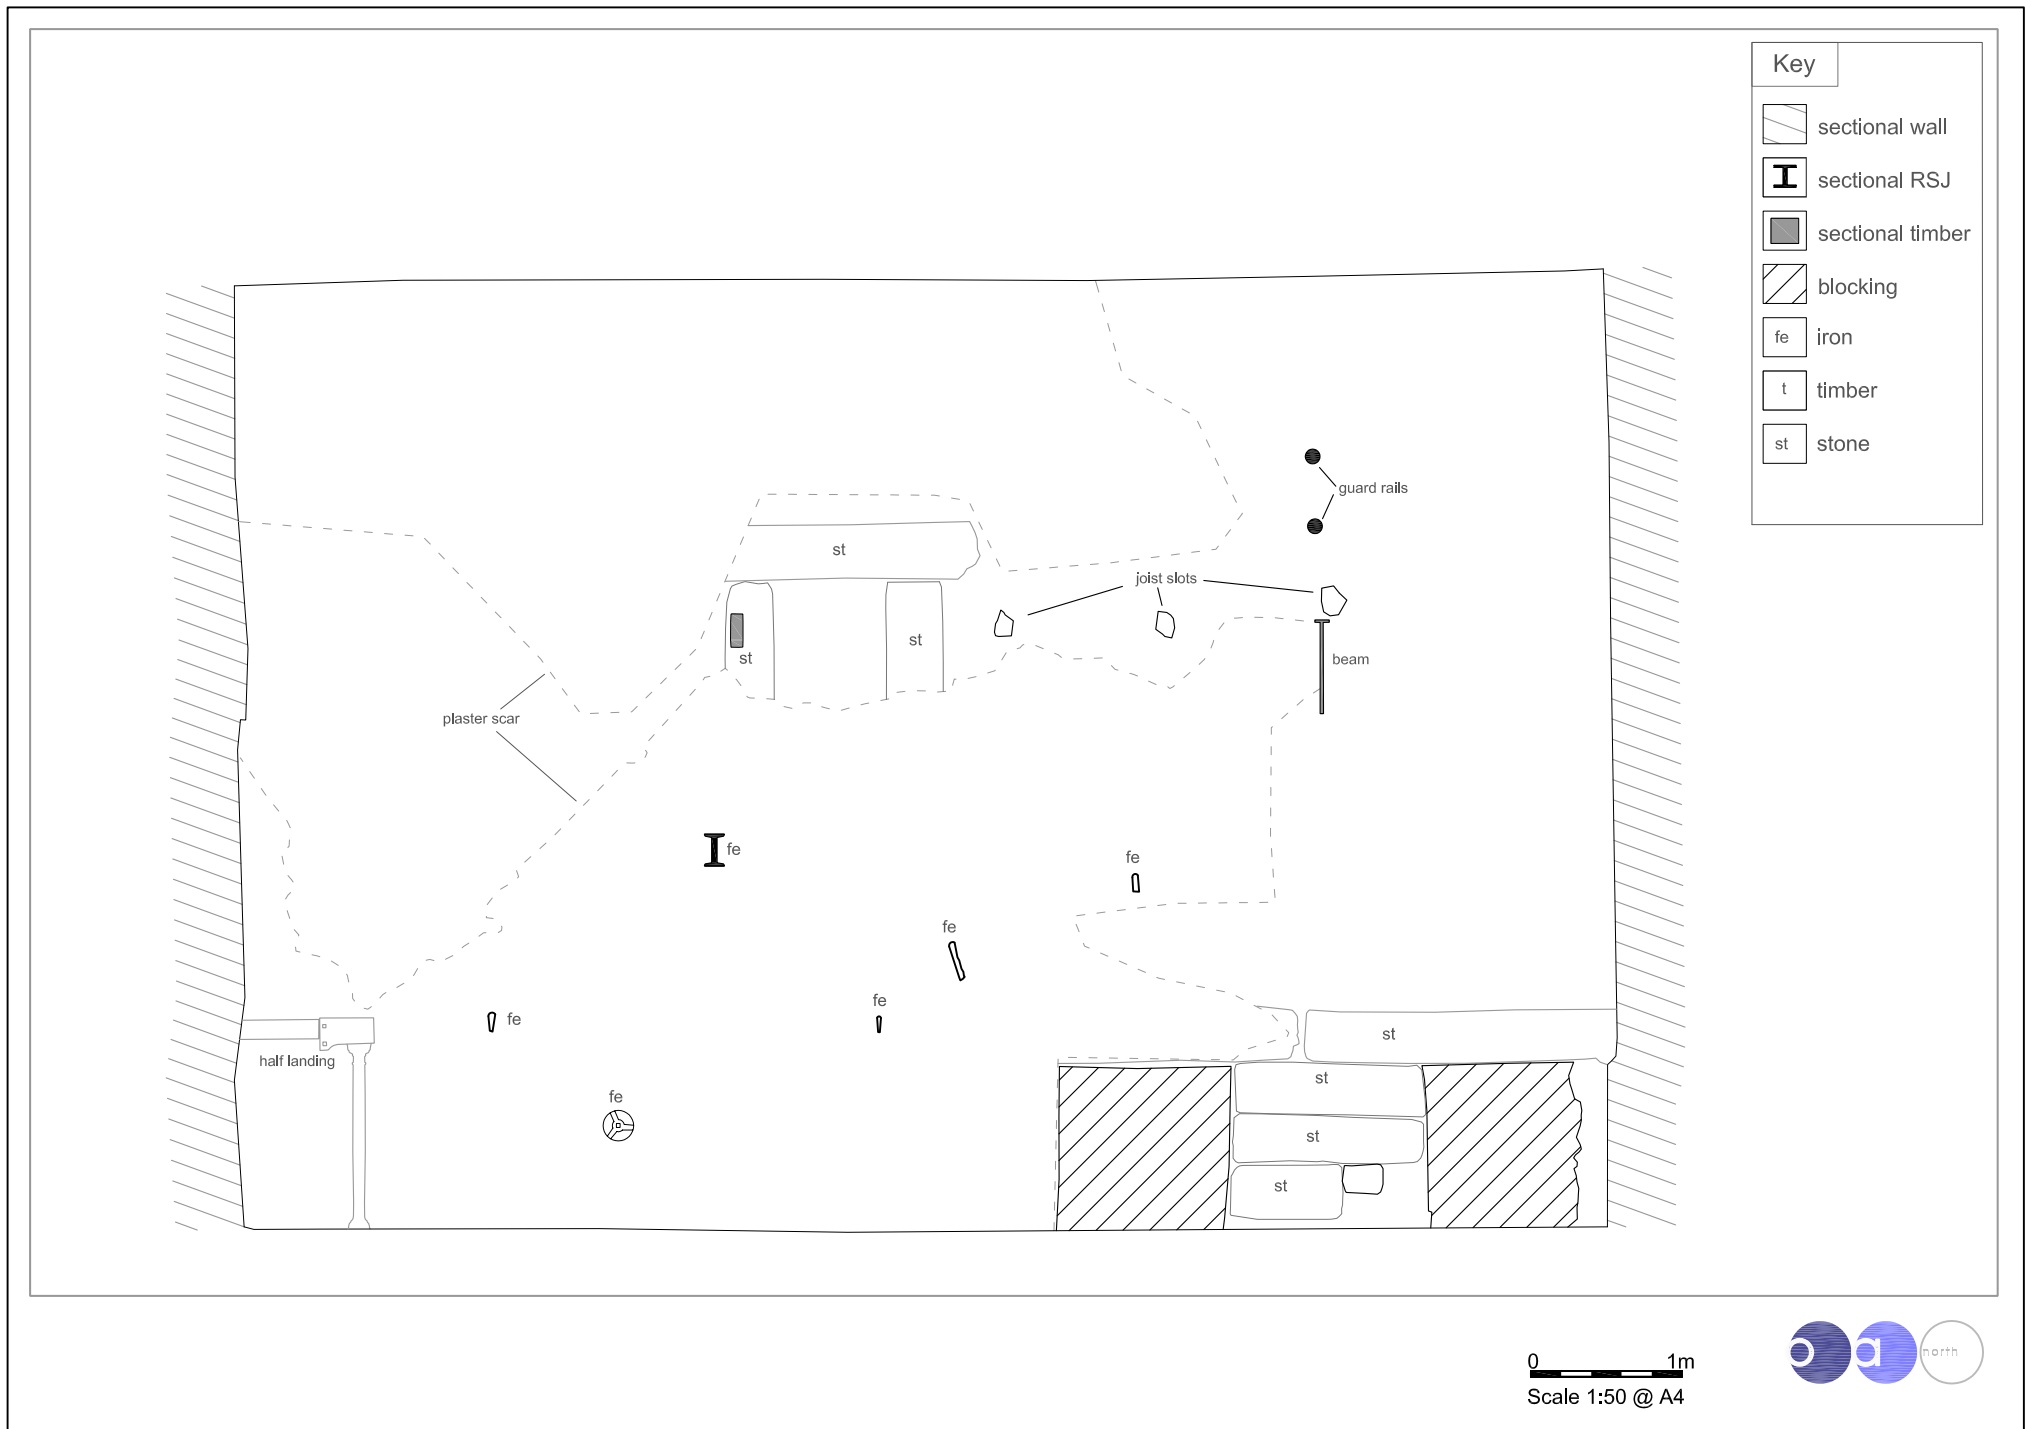 Key
sectional wall
sectional RSJ
sectional timber
blocking
fe iron
t timber
st stone
guard rails
st
joist slots
st
st
beam
plaster scar
fe
fe
fe
fe
fe
half landing
st
st
fe
st
st
0 1m
Scale 1:50 @ A4
oa north